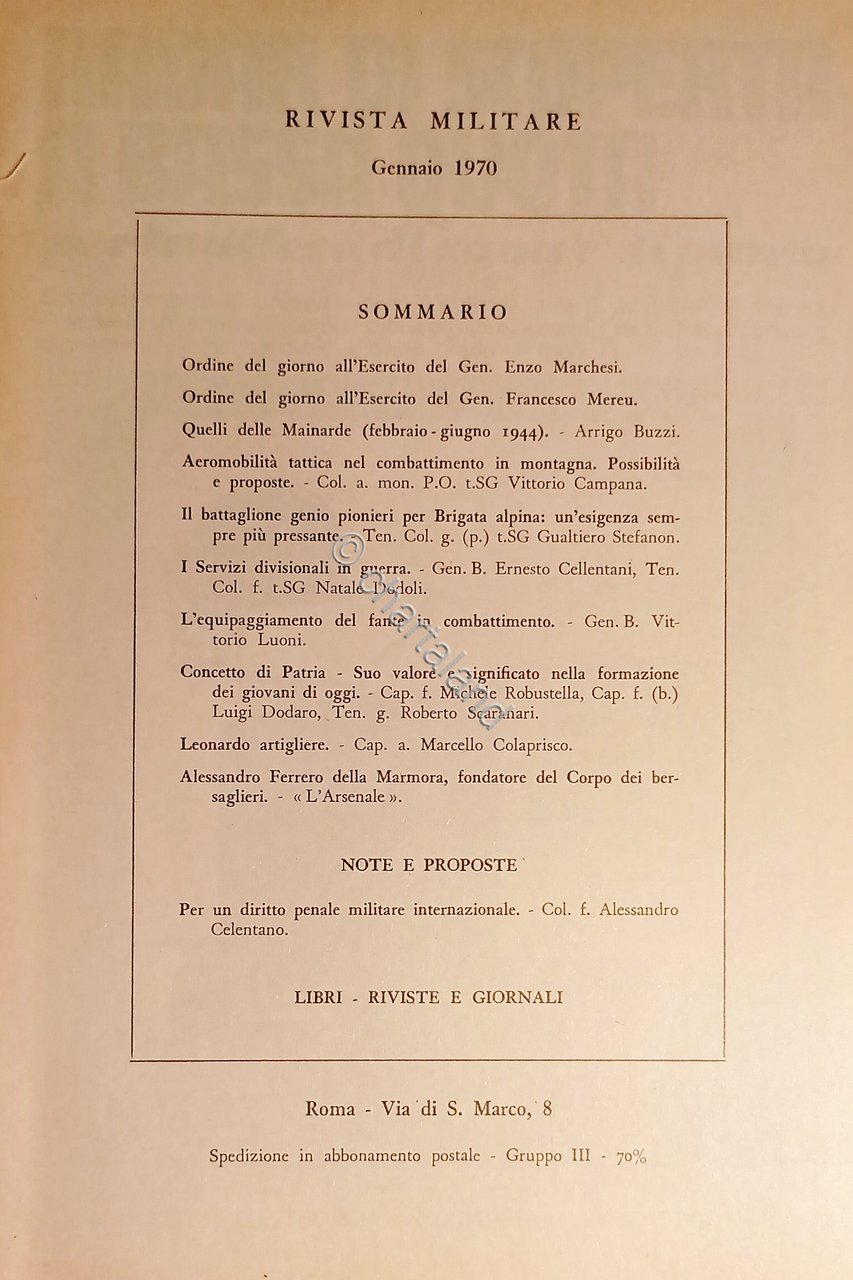 RIVISTA MILITARE
Gennaio 1970
SOMMARIO
Ordine del giorno all'Esercito del Gen. Enzo Marchesi.
Ordine del giorno all'Esercito del Gen. Francesco Mereu.
Quelli delle Mainarde (febbraio - giugno 1944). - Arrigo Buzzi.
Aeromobilità tattica nel combattimento in montagna. Possibilità
e proposte. - Col. a. mon. P.O. t.SG Vittorio Campana.
Il battaglione genio pionieri per Brigata alpina: un'esigenza sem-
pre più pressante. - Ten. Col. g. (p.) t.SG Gualtiero Stefanon.
I Servizi divisionali in guerra. - Gen. B. Ernesto Cellentani, Ten.
Col. f. t.SG Natale Dodoli.
L'equipaggiamento del fante in combattimento. - Gen. B. Vit-
torio Luoni.
Concetto di Patria - Suo valore e significato nella formazione
dei giovani di oggi. - Cap. f. Michele Robustella, Cap. f. (b.)
Luigi Dodaro, Ten. g. Roberto Scaranari.
Leonardo artigliere. - Cap. a. Marcello Colaprisco.
Alessandro Ferrero della Marmora, fondatore del Corpo dei ber-
saglieri. - « L'Arsenale ».
NOTE E PROPOSTE
Per un diritto penale militare internazionale. - Col. f. Alessandro
Celentano.
LIBRI - RIVISTE E GIORNALI
Roma - Via di S. Marco, 8
Spedizione in abbonamento postale - Gruppo III - 70%
© chartaland